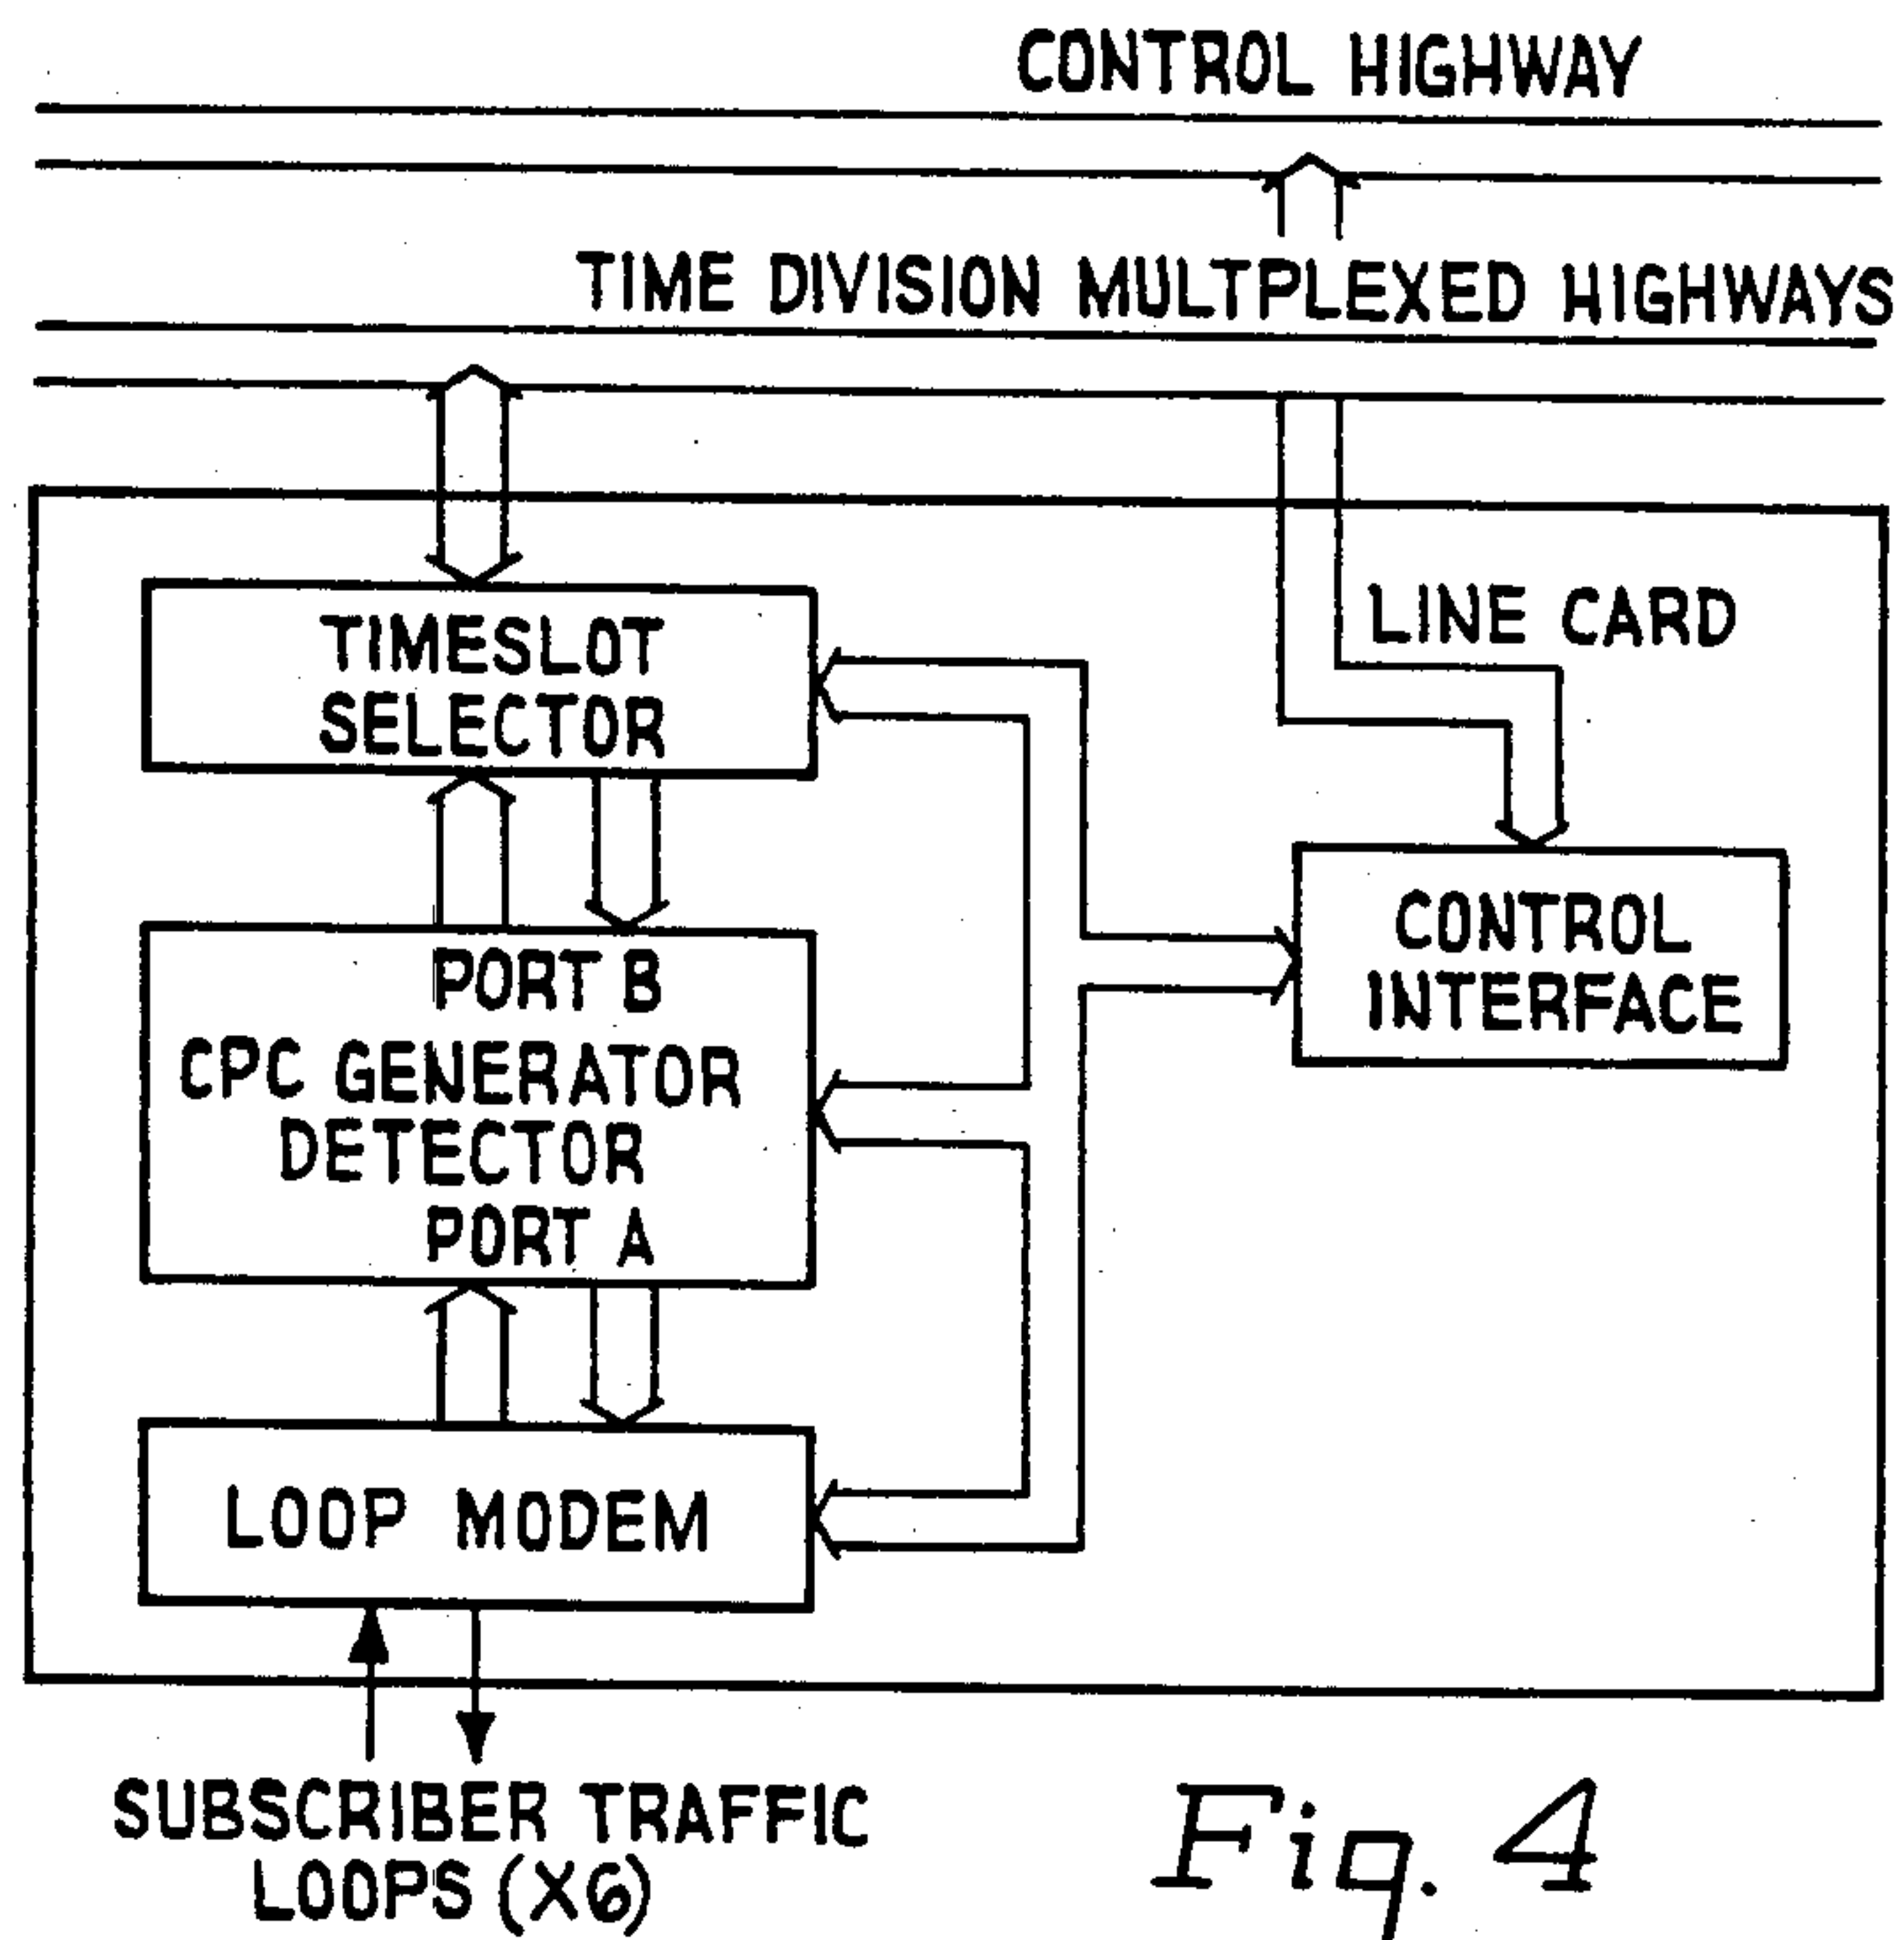 CONTROL HIGHWAY
TIME DIVISION MULTPLEXED HIGHWAYS
LINE CARD
TIMESLOT
SELECTOR
CONTROL
INTERFACE
PORT B
CPC GENERATOR
DETECTOR
PORT A
LOOP MODEM
SUBSCRIBER TRAFFIC
LOOPS (X6)
Fig. 4